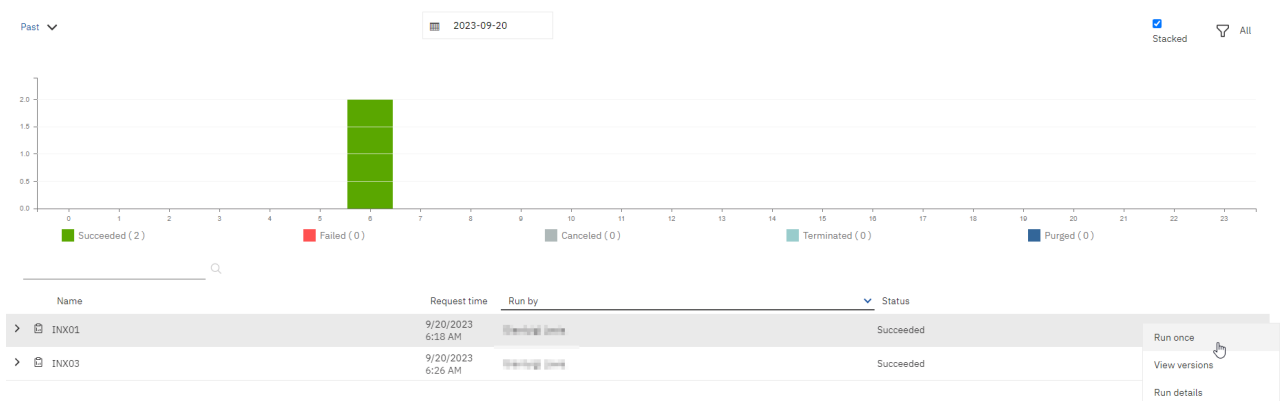 Past
2023-09-20
Stacked
All
2.0
1.5
1.0
0.5
0.0
0 1 2 3 4 5 6 7 8 9 10 11 12 13 14 15 16 17 18 19 20 21 22 23
Succeeded ( 2 ) Failed ( 0 ) Canceled ( 0 ) Terminated ( 0 ) Purged ( 0 )
Name Request time Run by Status
INX01 9/20/2023 Succeeded
6:18 AM
INX03 9/20/2023 Succeeded
6:26 AM
Run once
View versions
Run details